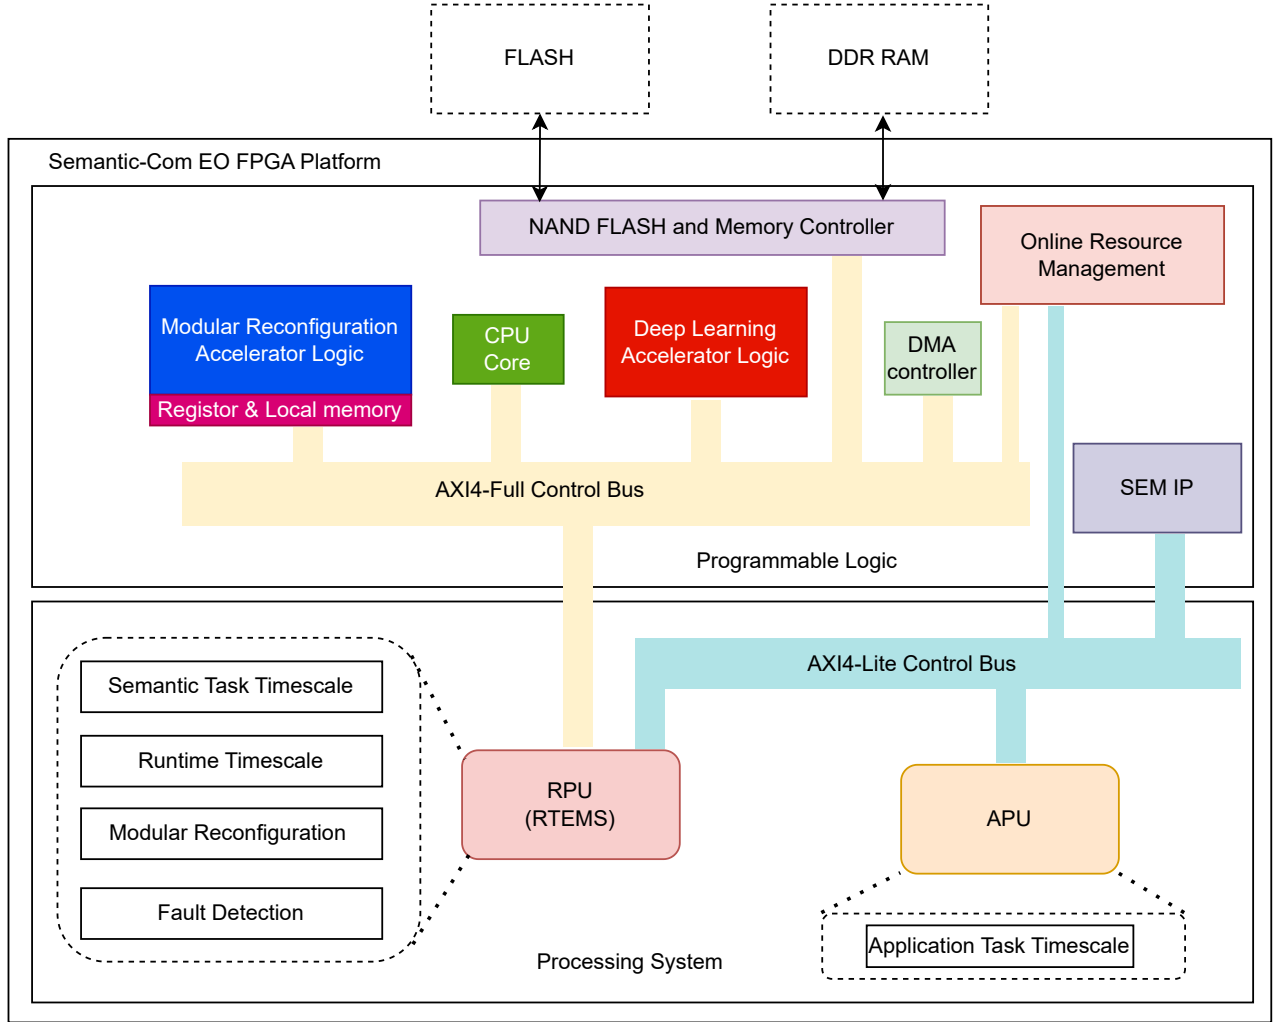 FLASH
DDR RAM
Semantic-Com EO FPGA Platform
NAND FLASH and Memory Controller
Online Resource
Management
Modular Reconfiguration
Accelerator Logic
Registor & Local memory
CPU
Core
Deep Learning
Accelerator Logic
DMA
controller
AXI4-Full Control Bus
SEM IP
Programmable Logic
AXI4-Lite Control Bus
Semantic Task Timescale
Runtime Timescale
Modular Reconfiguration
Fault Detection
RPU
(RTEMS)
APU
Application Task Timescale
Processing System